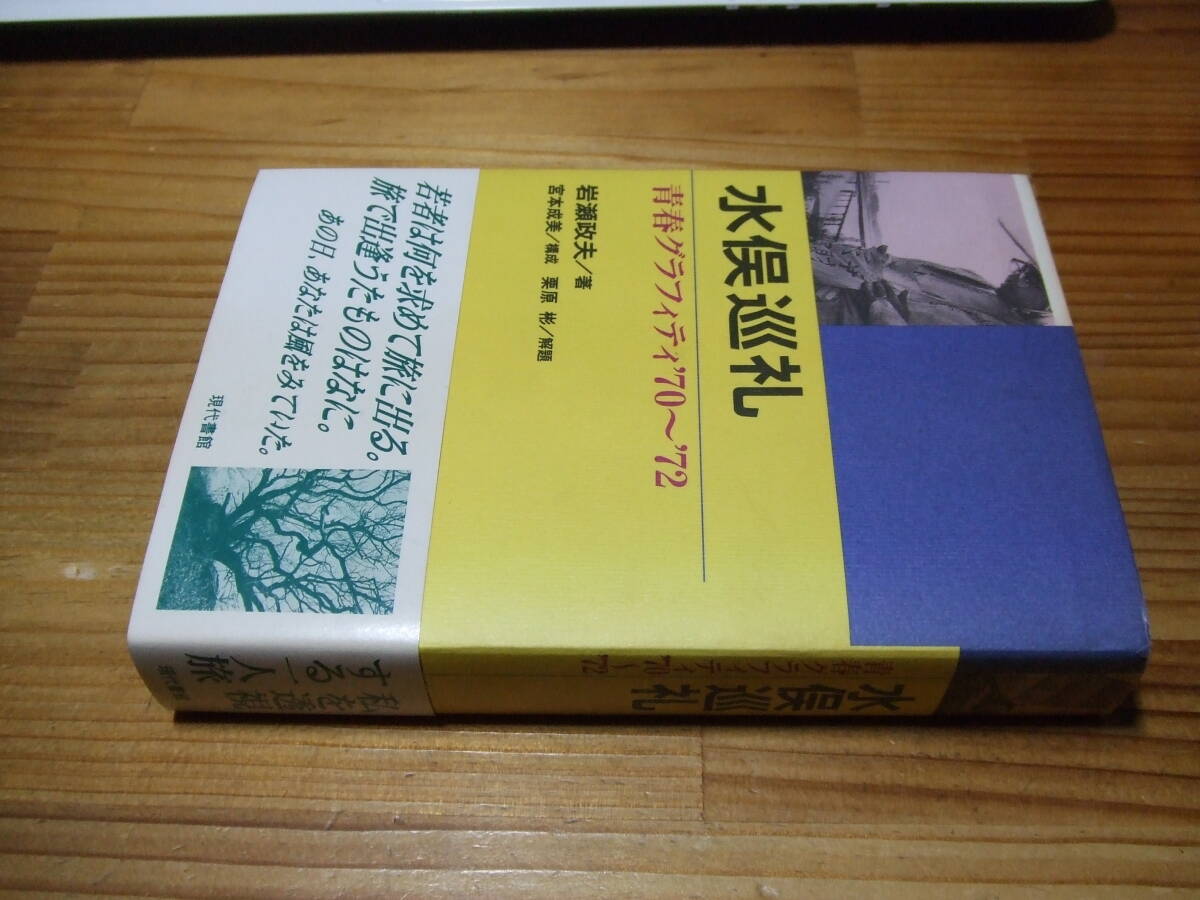 水俣巡礼
青春グラフィティ'70〜'72
岩瀬政夫／著
宮本成美／構成 栗原 彬／解題
若者は何を求めて旅に出る。
旅で出逢うたものはなに。
あの日、あなたは風をみていた。
現代書館
水俣巡礼
青春グラフィティ'70〜'72
私を巡礼
する一人旅
現代書館